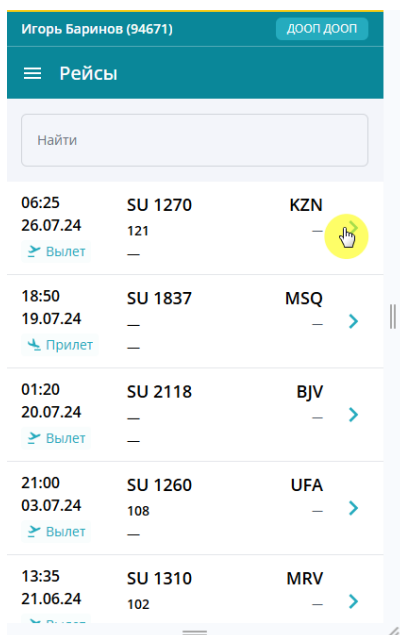 Игорь Баринов (94671) ДООП ДООП
Рейсы
Найти
06:25 SU 1270 KZN
26.07.24 121 —
Вылет —
18:50 SU 1837 MSQ
19.07.24 — —
Прилет —
01:20 SU 2118 BJV
20.07.24 — —
Вылет —
21:00 SU 1260 UFA
03.07.24 108 —
Вылет —
13:35 SU 1310 MRV
21.06.24 102 —